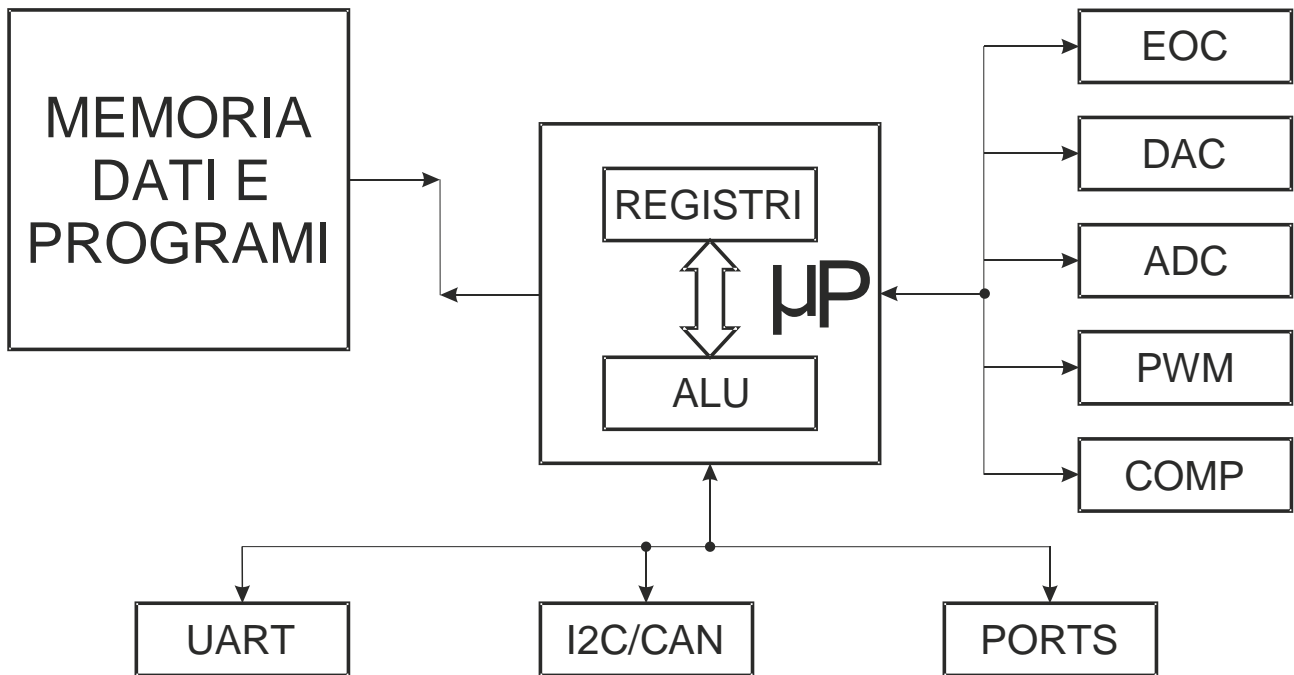 MEMORIA
DATI E
PROGRAMI
REGISTRI
µP
ALU
EOC
DAC
ADC
PWM
COMP
UART
I2C/CAN
PORTS